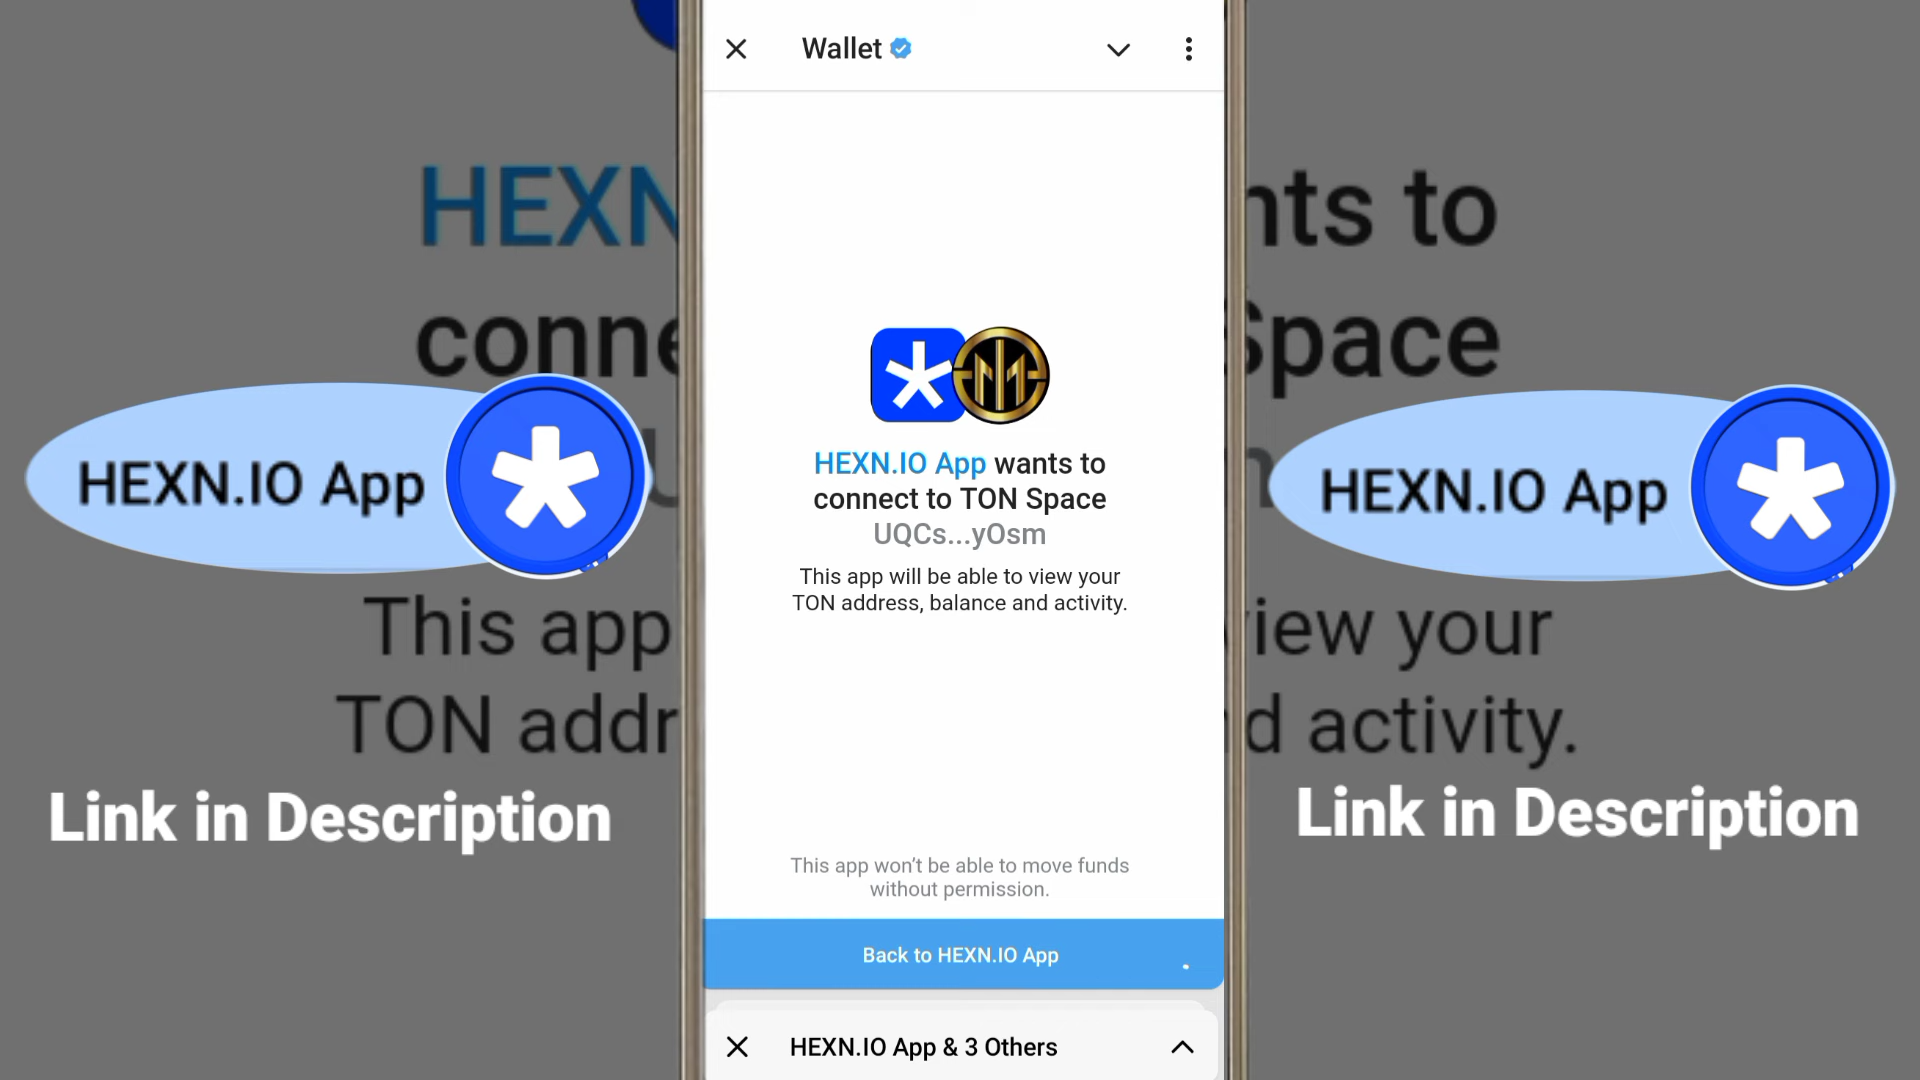 Wallet
HEXN
nts to
conne
Space
HEXN.IO App wants to
connect to TON Space
UQCs...yOsm
This app will be able to view your
TON address, balance and activity.
HEXN.IO App
HEXN.IO App
This app
view your
TON addr
d activity.
Link in Description
Link in Description
This app won't be able to move funds
without permission.
Back to HEXN.IO App
HEXN.IO App & 3 Others